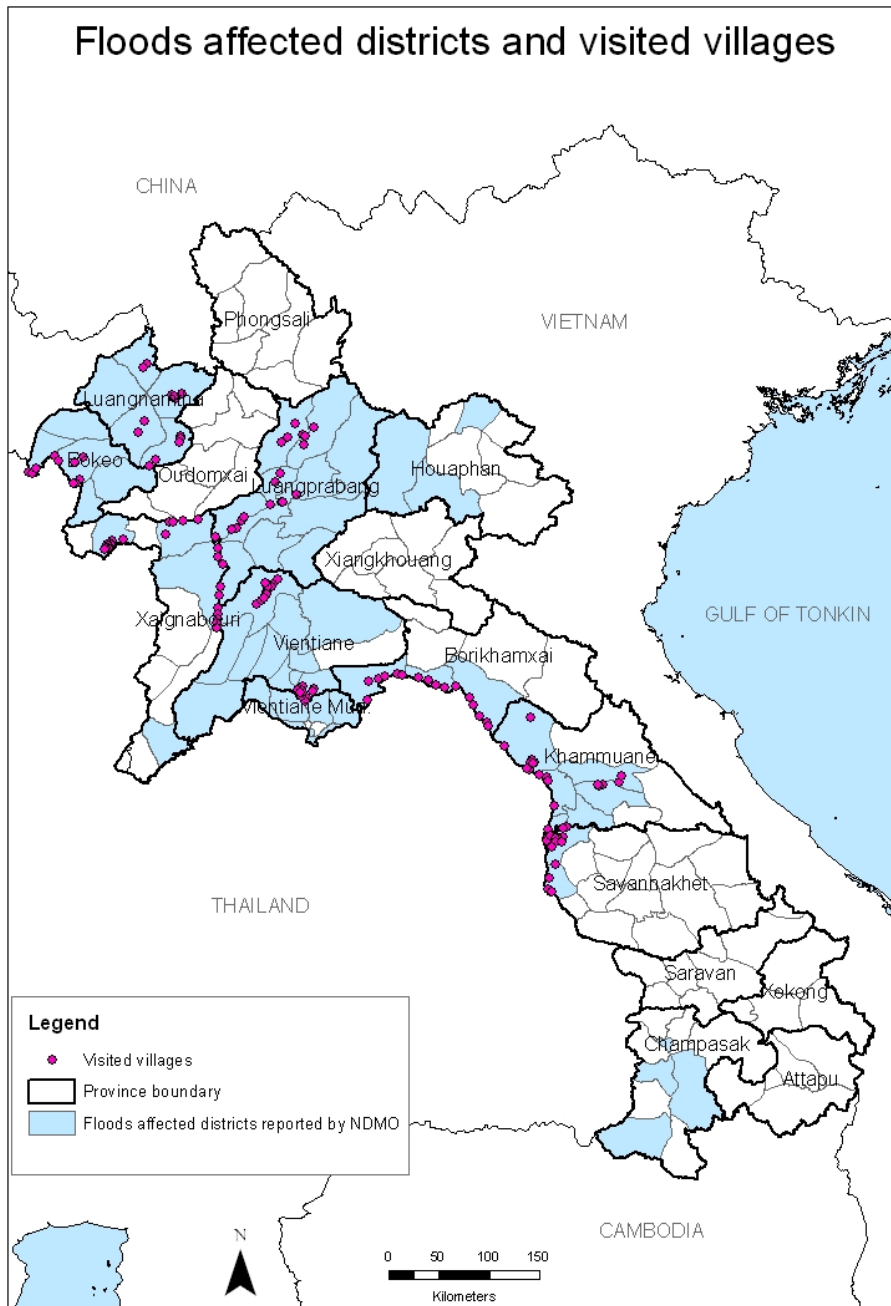 Floods affected districts and visited villages
CHINA
Phongsali
VIETNAM
Luangnamtha
Bokeo
Oudomxai
Luangprabang
Houaphan
Xiangkhouang
Xaignabouri
GULF OF TONKIN
Vientiane
Borikhamxai
Vientiane Mun.
Khammuane
Savannakhet
THAILAND
Saravan
Xekong
Champasak
Attapu
Legend
Visited villages
Province boundary
Floods affected districts reported by NDMO
CAMBODIA
N
0 50 100 150
Kilometers